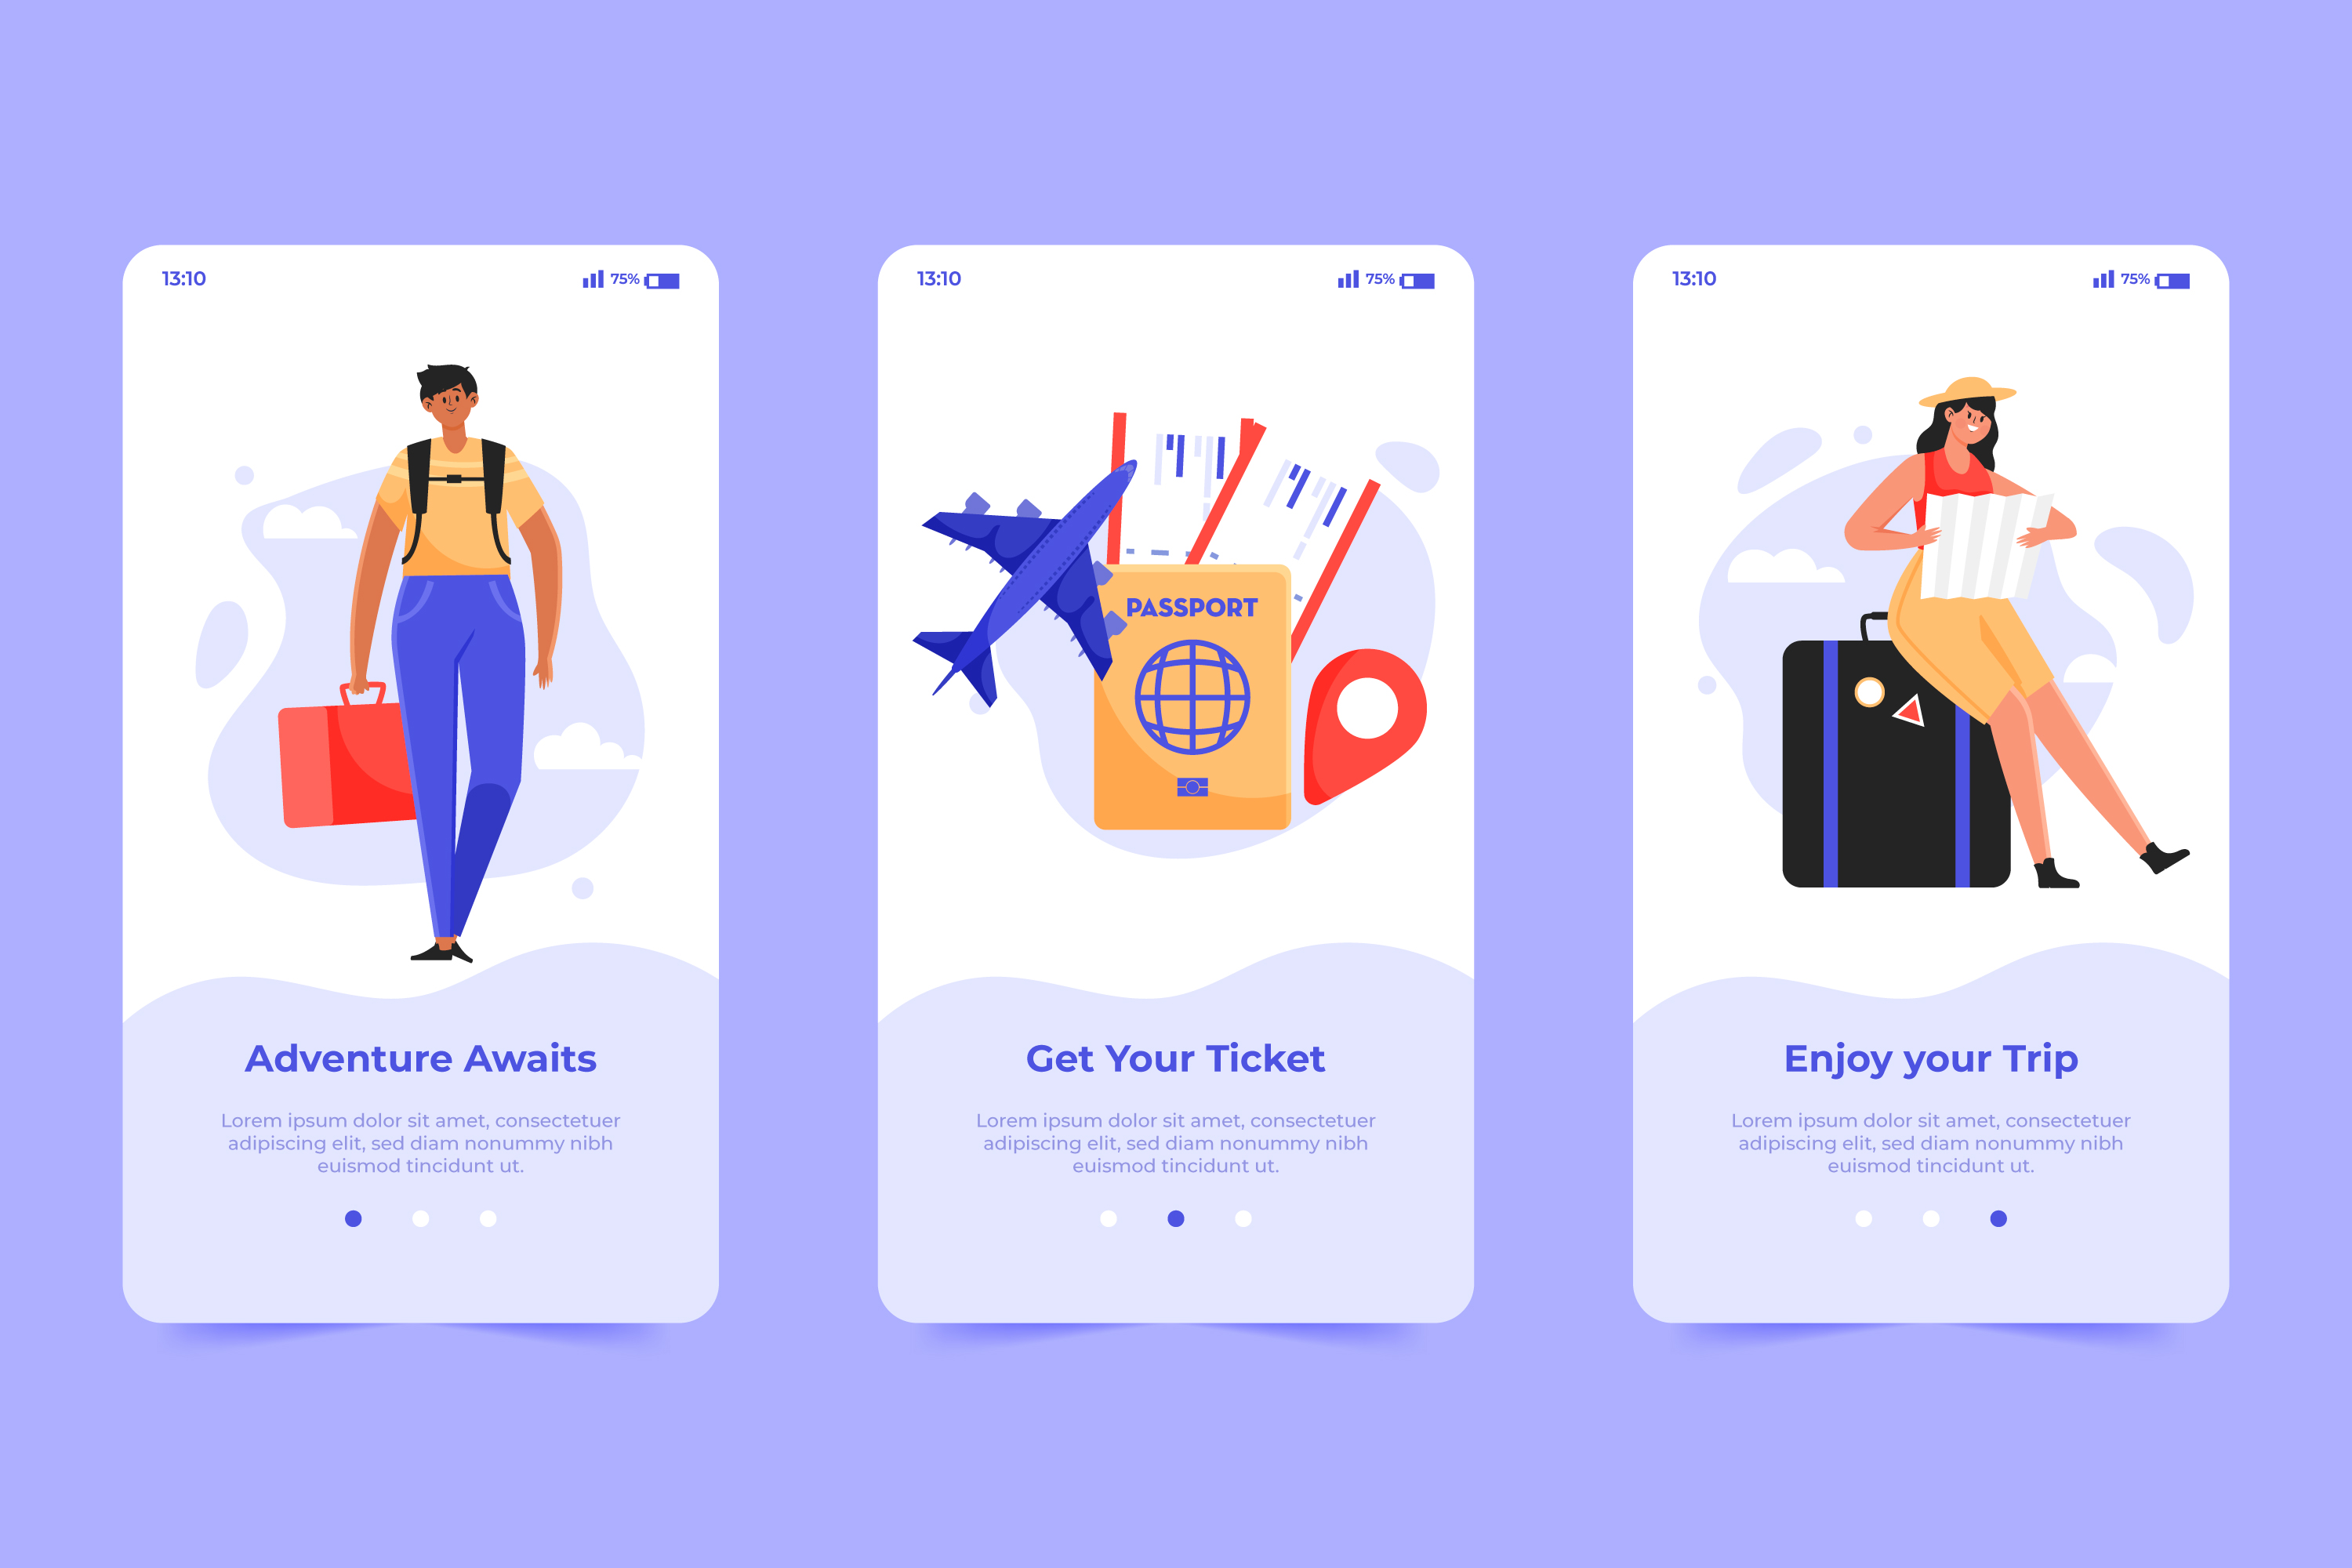 13:10
75%
Adventure Awaits
Lorem ipsum dolor sit amet, consectetuer
adipiscing elit, sed diam nonummy nibh
euismod tincidunt ut.
13:10
75%
PASSPORT
Get Your Ticket
Lorem ipsum dolor sit amet, consectetuer
adipiscing elit, sed diam nonummy nibh
euismod tincidunt ut.
13:10
75%
Enjoy your Trip
Lorem ipsum dolor sit amet, consectetuer
adipiscing elit, sed diam nonummy nibh
euismod tincidunt ut.